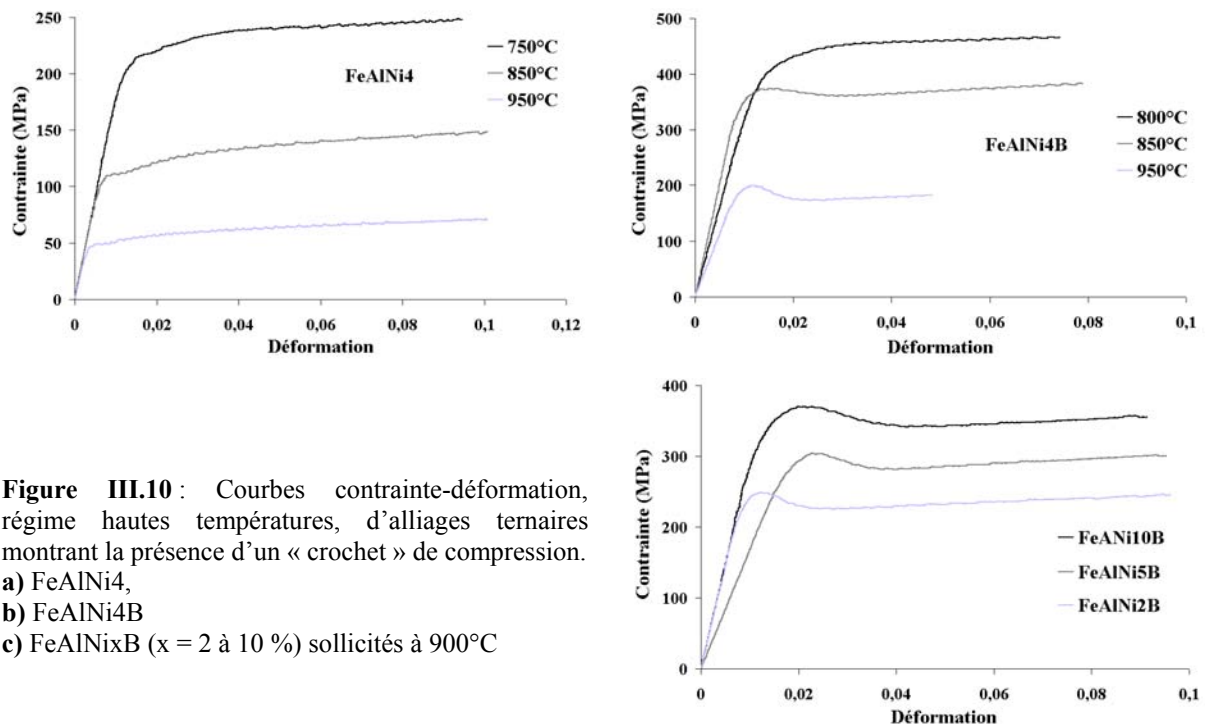 250
200
150
100
50
0
Contrainte (MPa)
0
0,02
0,04
0,06
0,08
0,1
0,12
Déformation
FeAlNi4
750°C
850°C
950°C
500
400
300
200
100
0
Contrainte (MPa)
0
0,02
0,04
0,06
0,08
0,1
Déformation
FeAlNi4B
800°C
850°C
950°C
400
300
200
100
0
Contrainte (MPa)
0
0,02
0,04
0,06
0,08
0,1
Déformation
FeANi10B
FeAlNi5B
FeAlNi2B
Figure III.10 : Courbes contrainte-déformation,
régime hautes températures, d’alliages ternaires
montrant la présence d’un « crochet » de compression.
a) FeAlNi4,
b) FeAlNi4B
c) FeAlNixB (x = 2 à 10 %) sollicités à 900°C